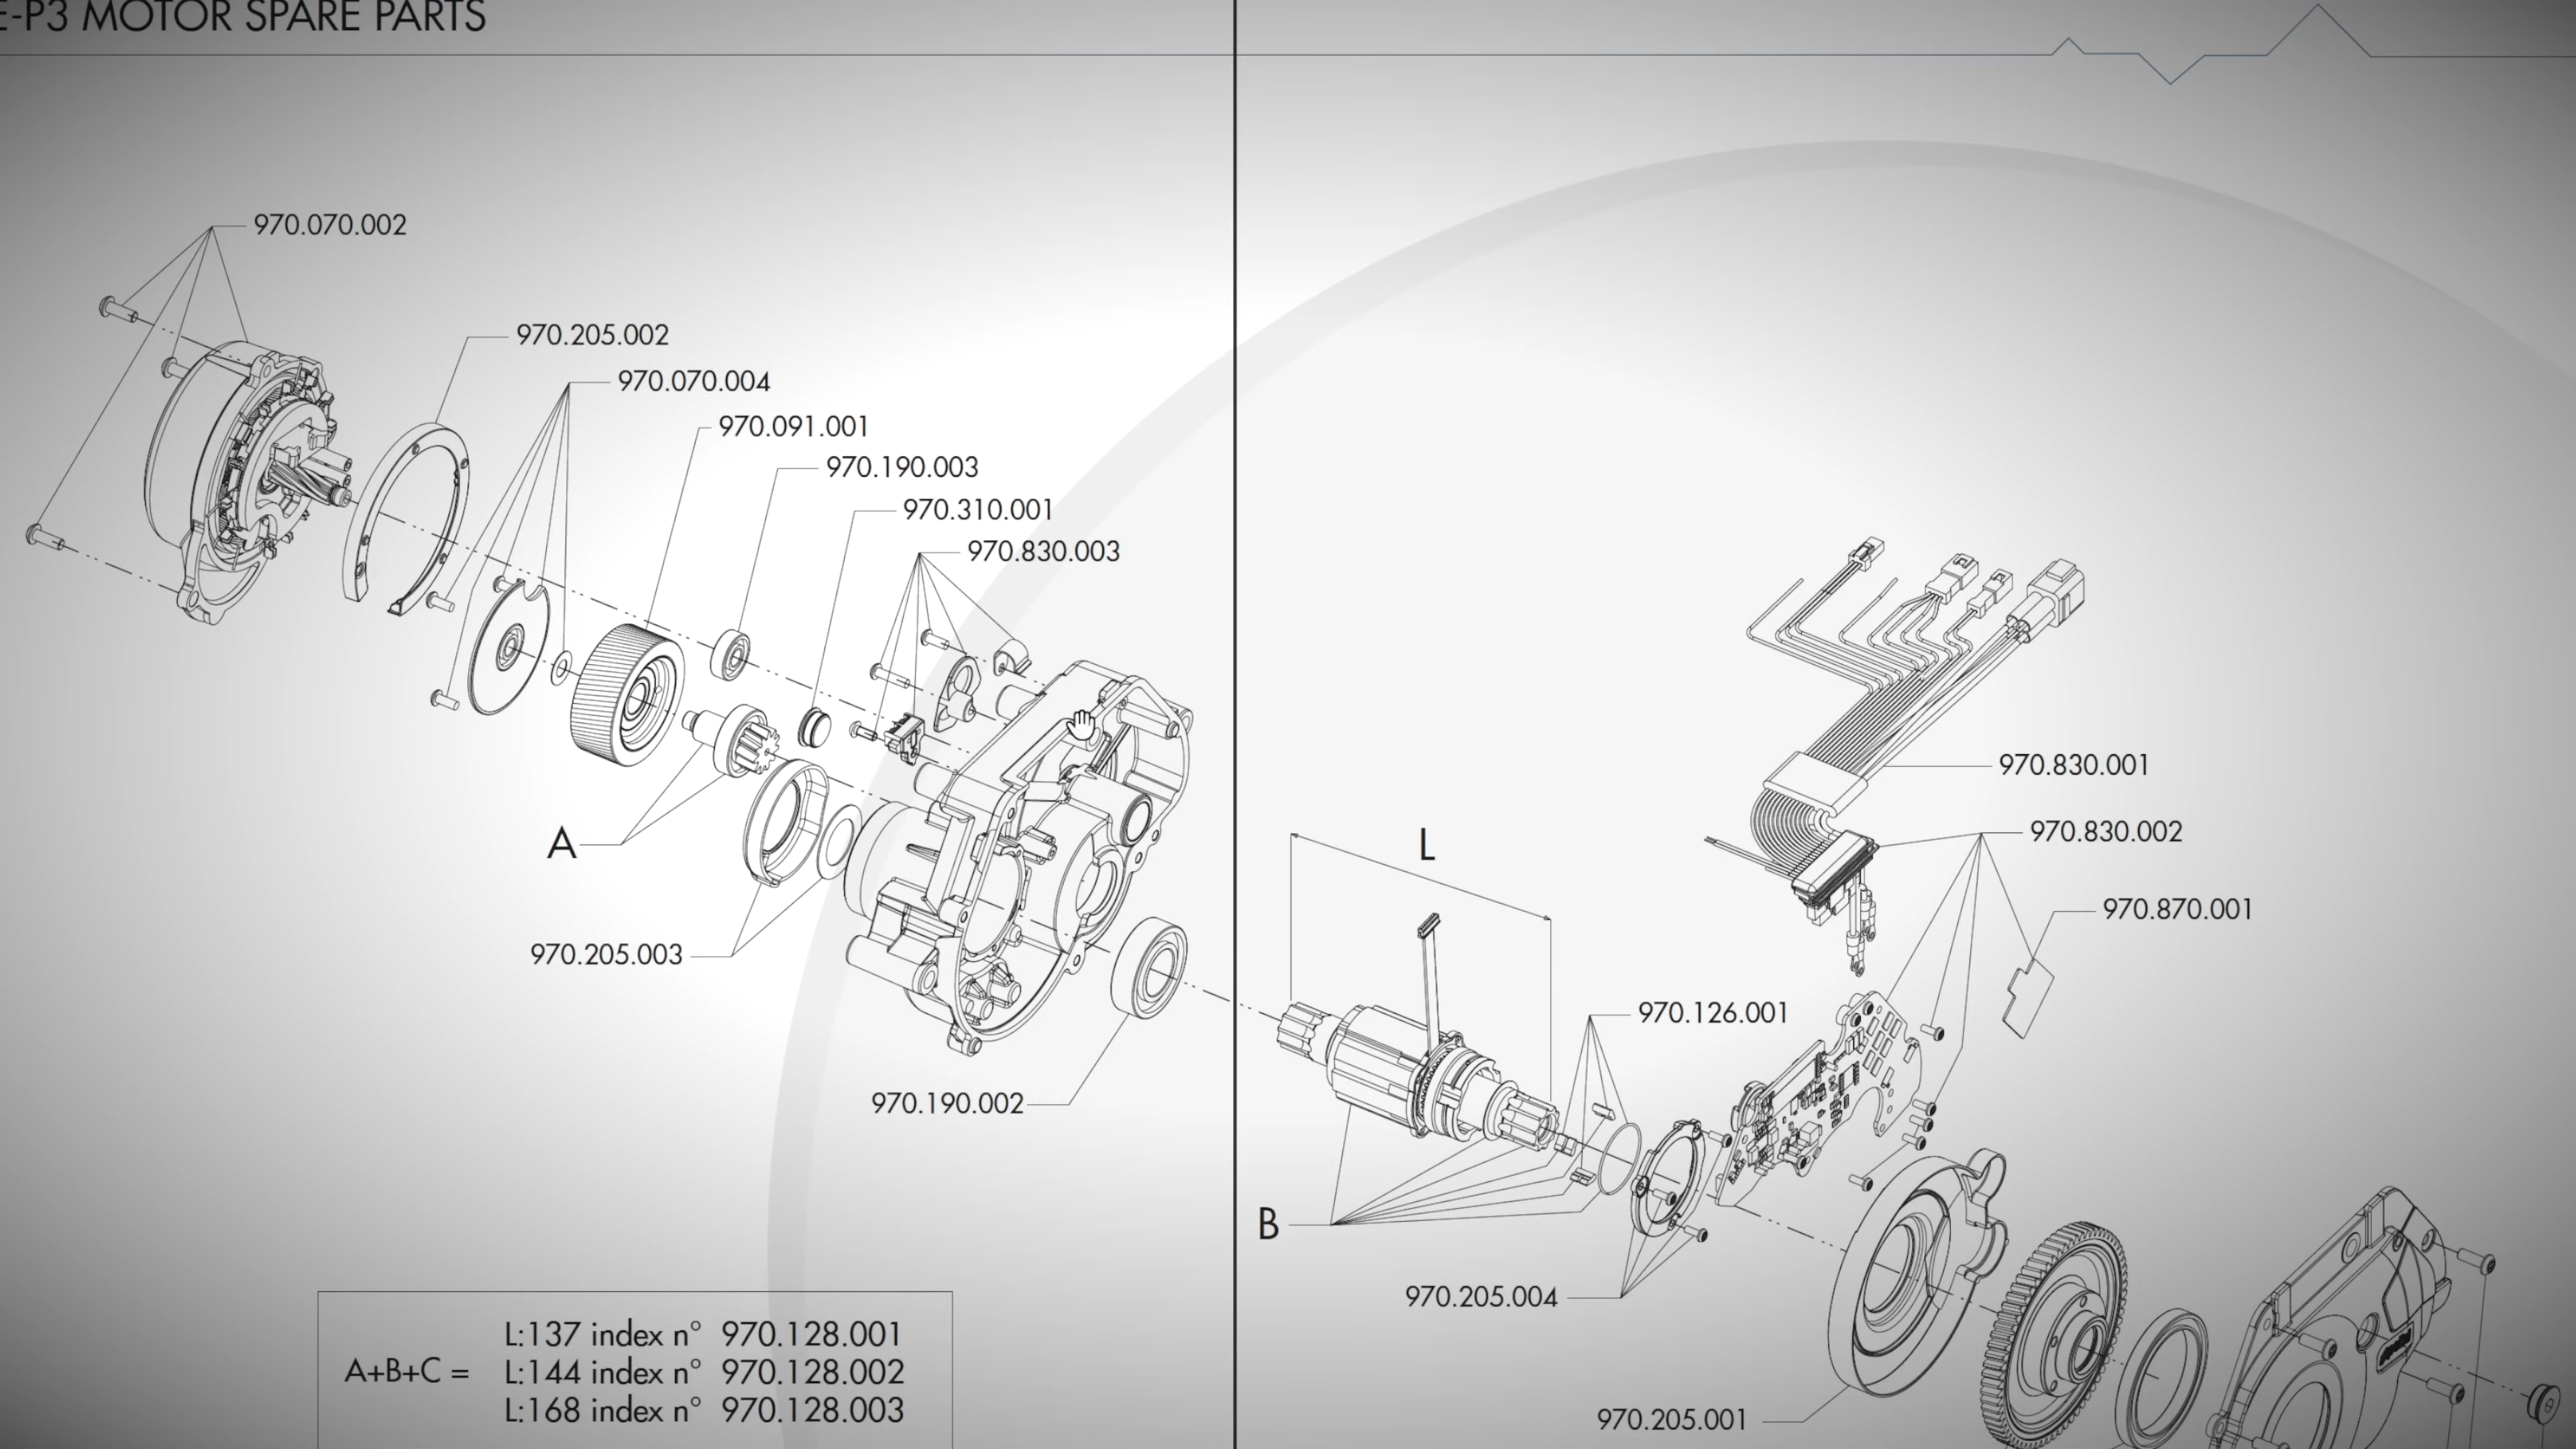 E-P3 MOTOR SPARE PARTS
970.070.002
970.205.002
970.070.004
970.091.001
970.190.003
970.310.001
970.830.003
A
970.205.003
970.190.002
L
970.830.001
970.830.002
970.870.001
970.126.001
B
970.205.004
970.205.001
A+B+C =
L:137 index n° 970.128.001
L:144 index n° 970.128.002
L:168 index n° 970.128.003